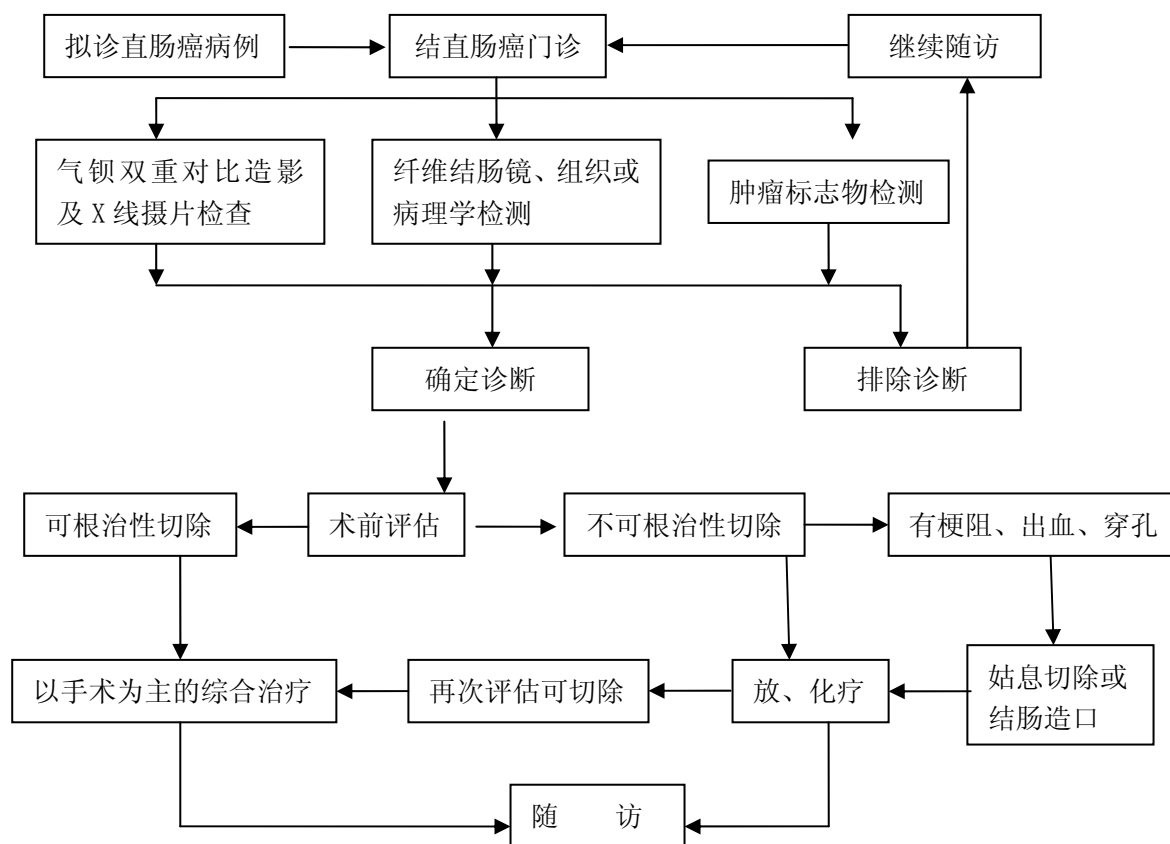 拟诊直肠癌病例
结直肠癌门诊
继续随访
气钡双重对比造影
及 X 线摄片检查
纤维结肠镜、组织或
病理学检测
肿瘤标志物检测
确定诊断
排除诊断
可根治性切除
术前评估
不可根治性切除
有梗阻、出血、穿孔
以手术为主的综合治疗
再次评估可切除
放、化疗
姑息切除或
结肠造口
随 访